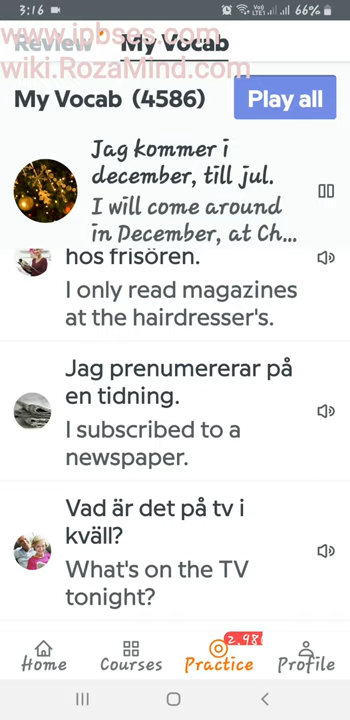 3:16 66%
www.ipbses.com
Review My Vocab
wiki.RozaMind.com
My Vocab (4586) Play all
Jag kommer i
december, till jul.
I will come around
in December, at Ch...
hos frisören.
I only read magazines
at the hairdresser's.
Jag prenumererar på
en tidning.
I subscribed to a
newspaper.
Vad är det på tv i
kväll?
What's on the TV
tonight?
Home Courses Practice Profile